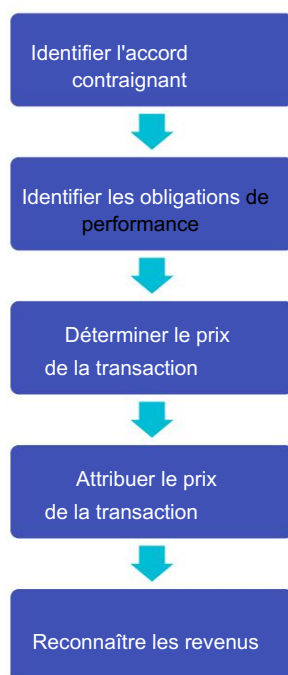 Identifier l'accord
contraignant
Identifier les obligations de
performance
Déterminer le prix
de la transaction
Attribuer le prix
de la transaction
Reconnaître les revenus